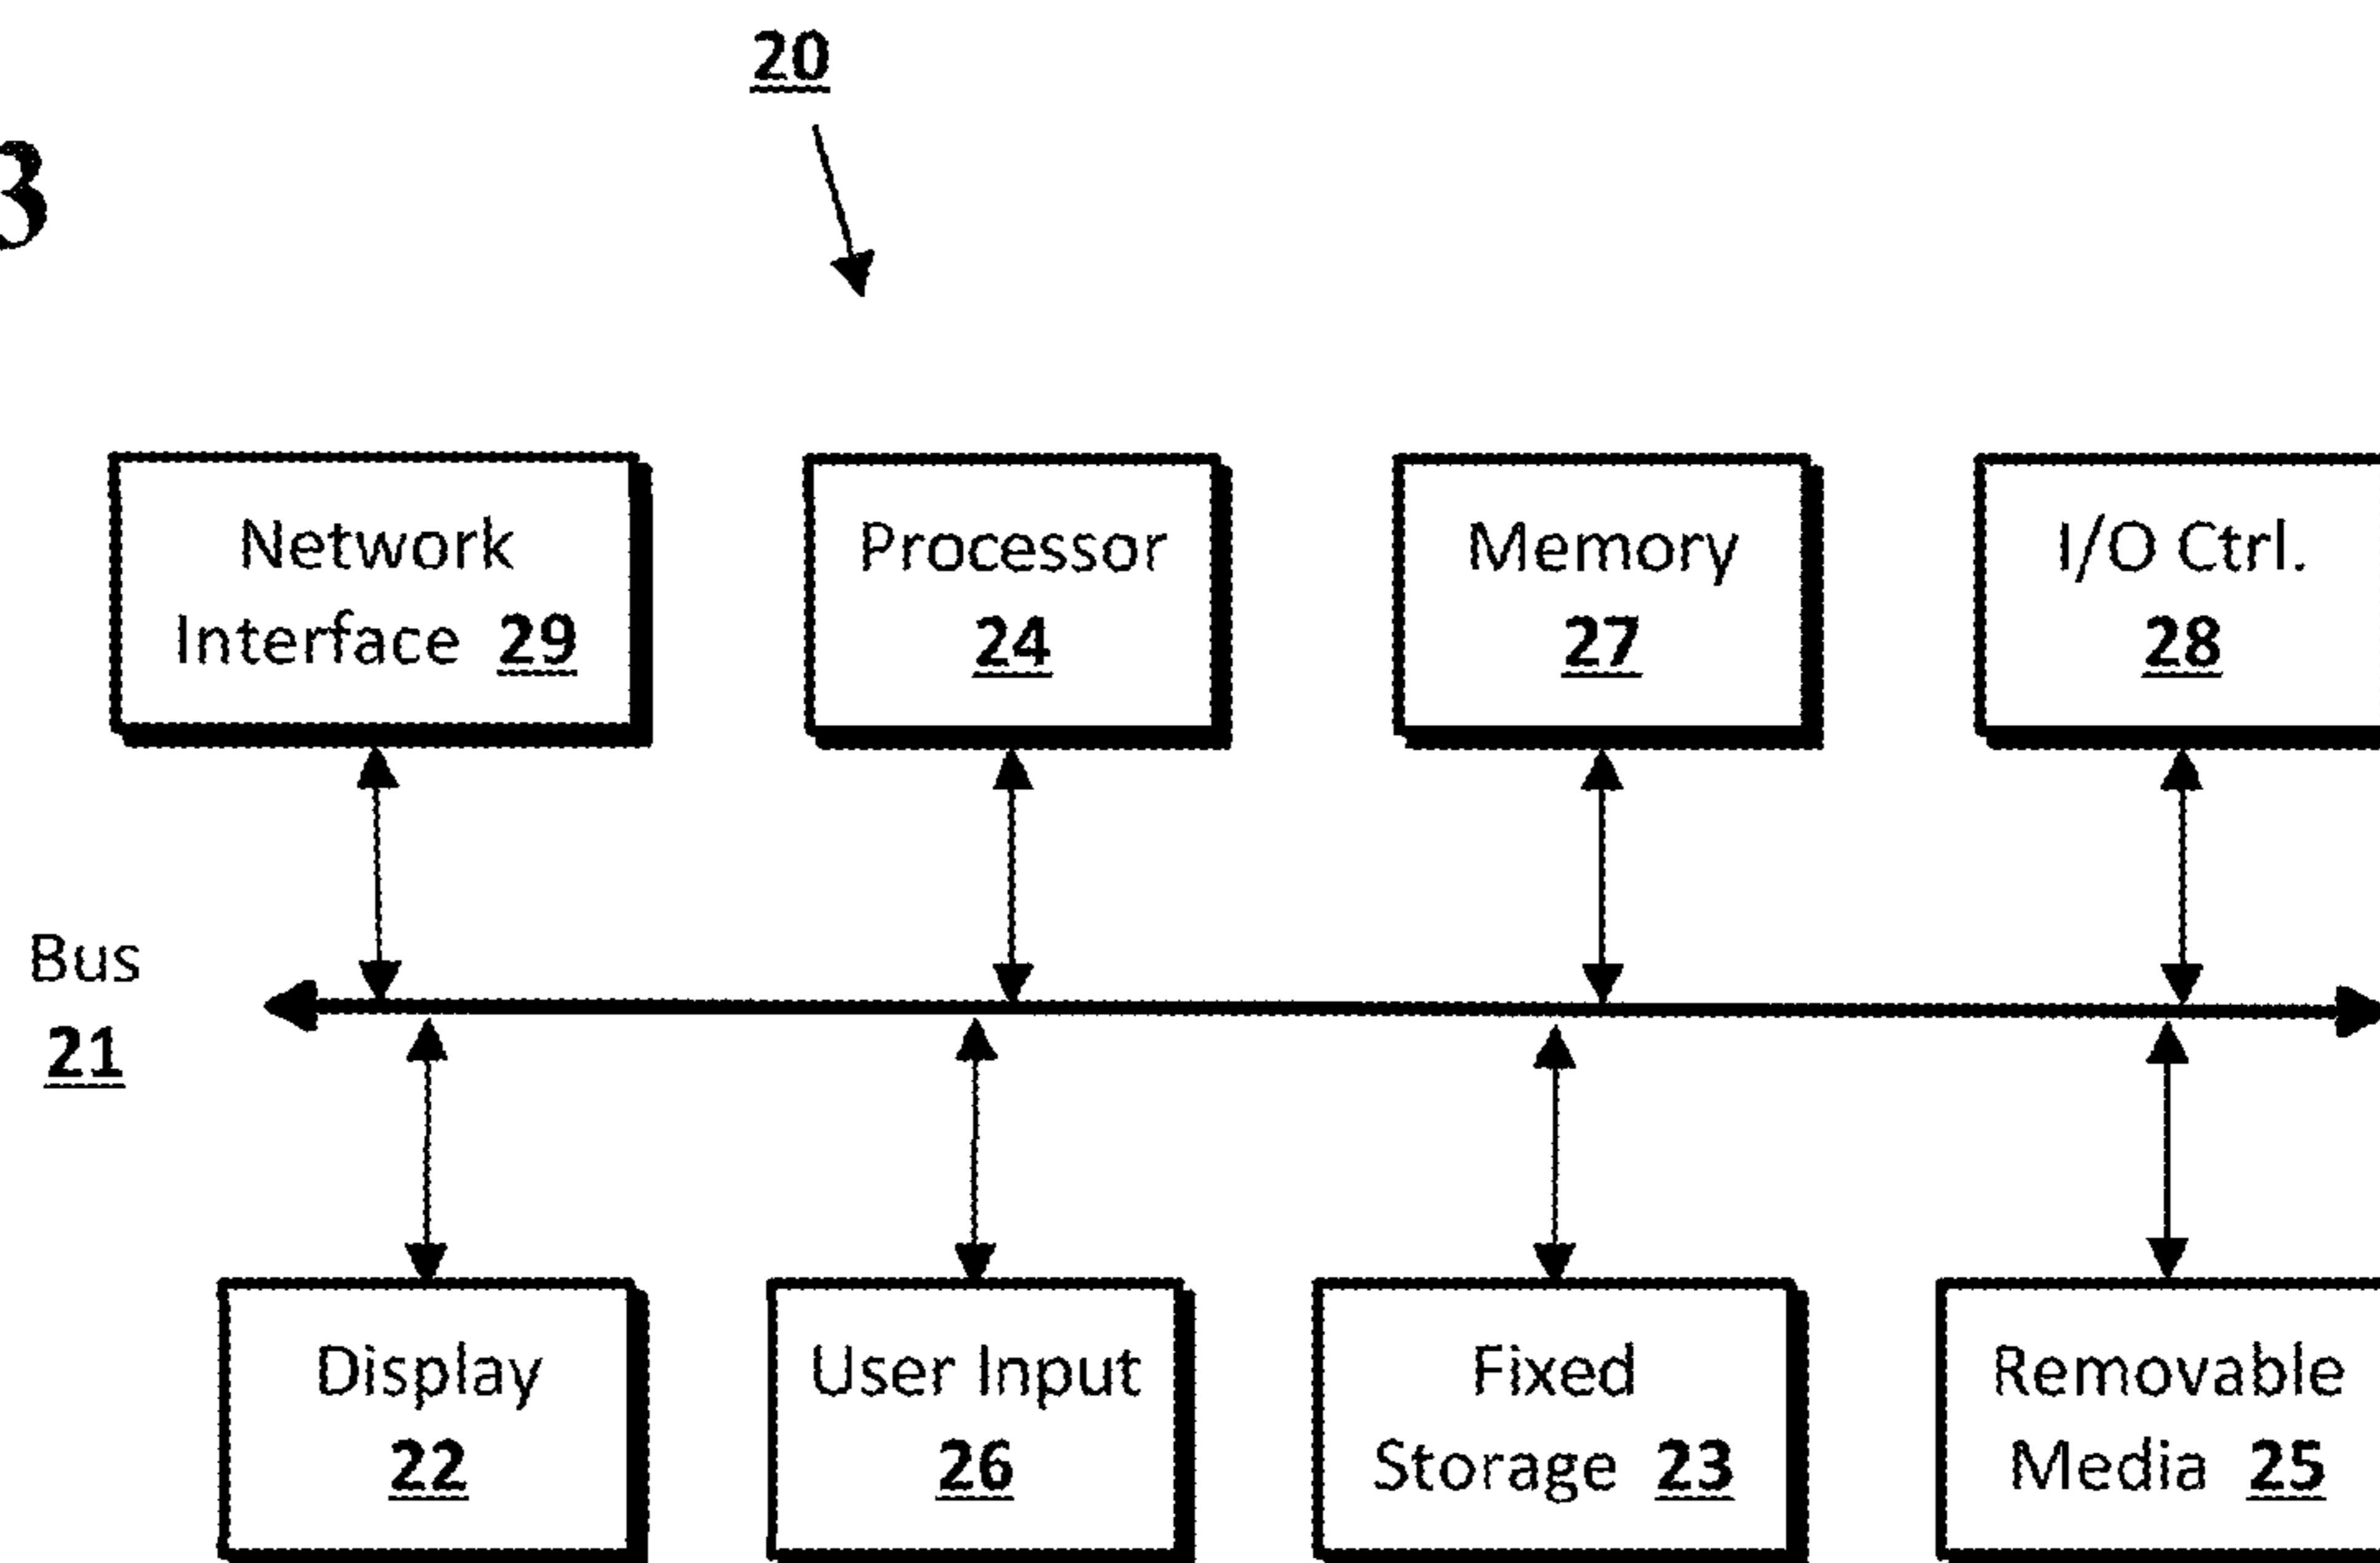 20
3
Network
Interface 29
Processor
24
Memory
27
I/O Ctrl.
28
Bus
21
Display
22
User Input
26
Fixed
Storage 23
Removable
Media 25